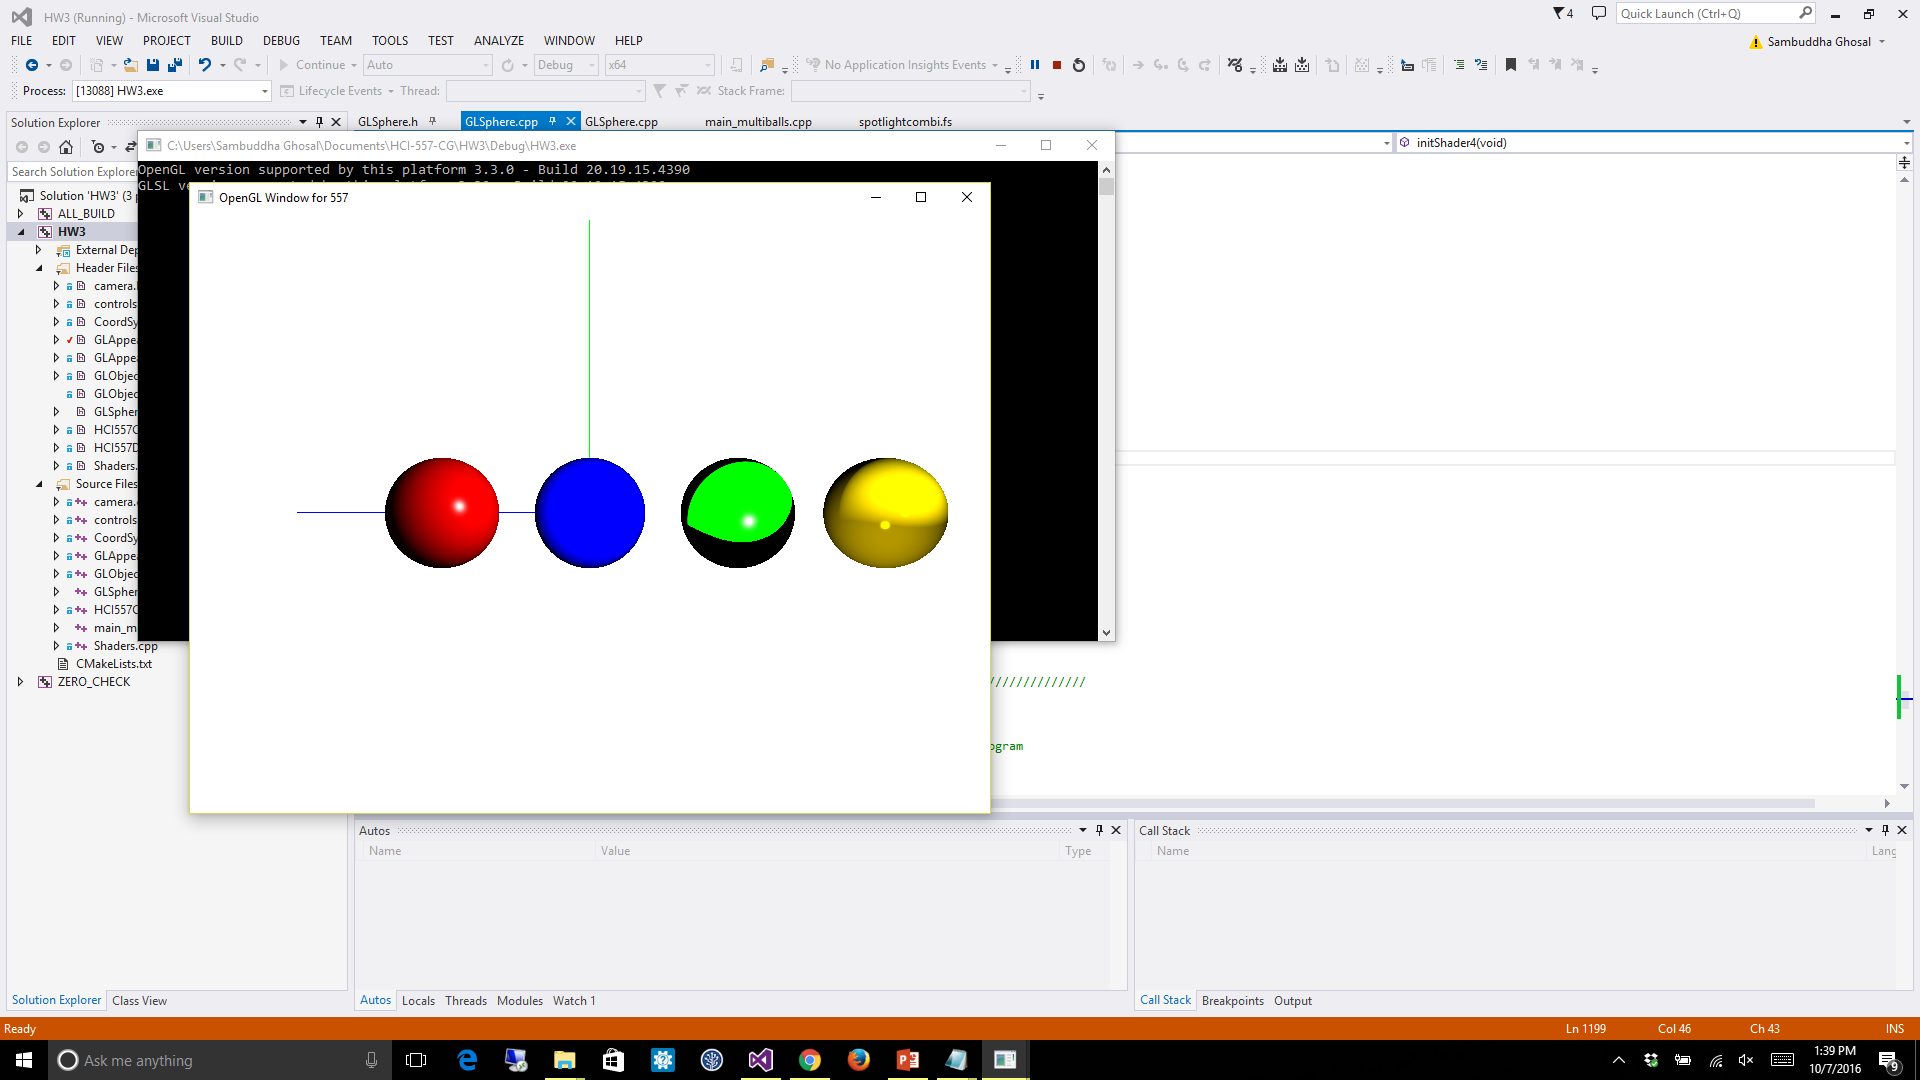 HW3 (Running) - Microsoft Visual Studio
4
Quick Launch (Ctrl+Q)
FILE EDIT VIEW PROJECT BUILD DEBUG TEAM TOOLS TEST ANALYZE WINDOW HELP
Sambuddha Ghosal
Continue Auto Debug x64 No Application Insights Events
Process: [13088] HW3.exe Lifecycle Events Thread: Stack Frame:
Solution Explorer
GLSphere.h GLSphere.cpp GLSphere.cpp main_multiballs.cpp spotlightcombi.fs
initShader4(void)
Search Solution Explorer
Solution 'HW3' (3
ALL_BUILD
HW3
External Dep
Header Files
camera.
controls
CoordSy
GLAppea
GLAppea
GLObjec
GLObjec
GLSpher
HCI557C
HCI557D
Shaders.
Source Files
camera.
controls
CoordSy
GLAppea
GLObjec
GLSpher
HCI557C
main_m
Shaders.cpp
CMakeLists.txt
ZERO_CHECK
C:\Users\Sambuddha Ghosal\Documents\HCI-557-CG\HW3\Debug\HW3.exe
OpenGL version supported by this platform 3.3.0 - Build 20.19.15.4390
GLSL ve
OpenGL Window for 557
//////////////
ogram
Autos
Name Value Type
Call Stack
Name Lang
Solution Explorer Class View
Autos Locals Threads Modules Watch 1
Call Stack Breakpoints Output
Ready
Ln 1199 Col 46 Ch 43 INS
Ask me anything
1:39 PM
10/7/2016
9